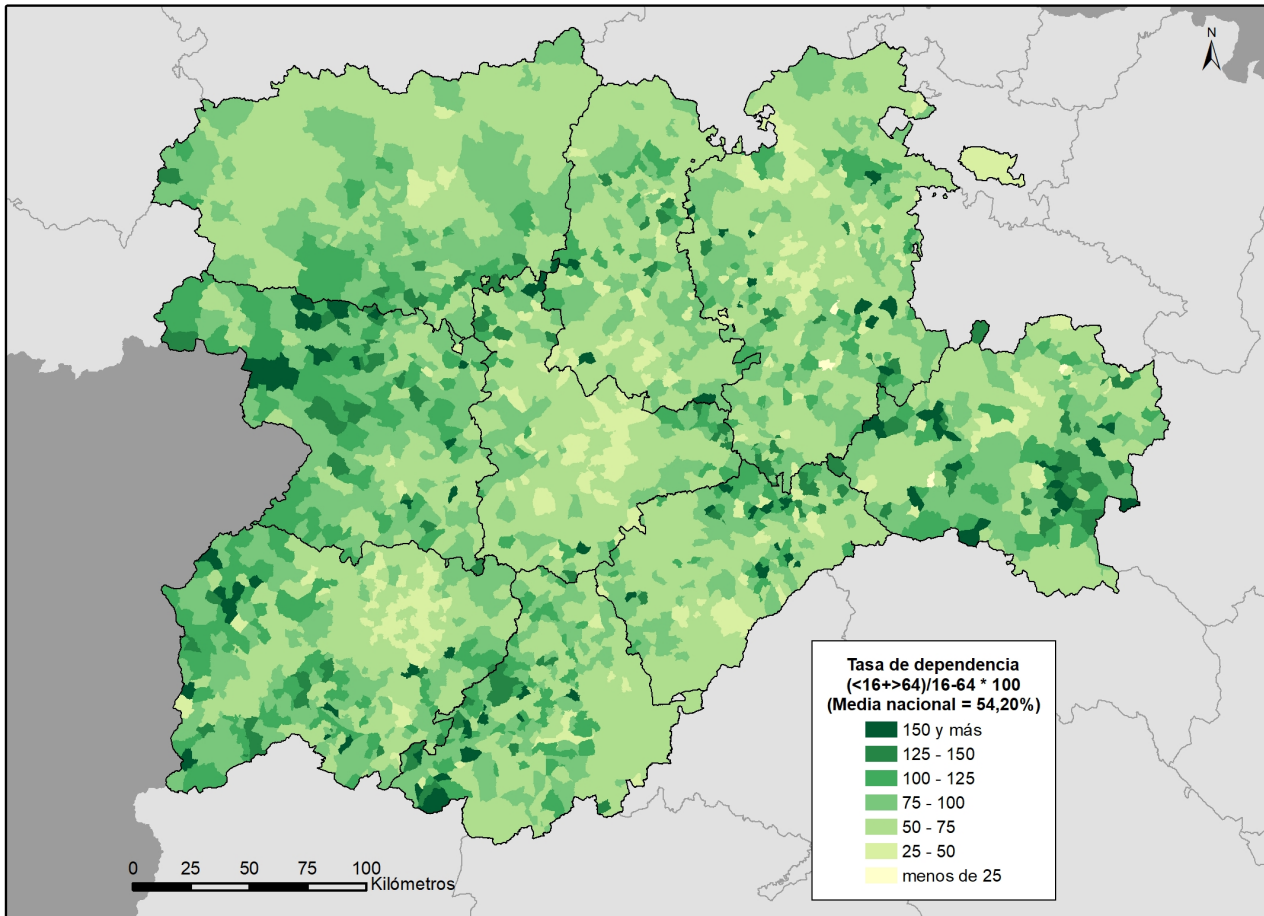 N
Tasa de dependencia
(<16+>64)/16-64 * 100
(Media nacional = 54,20%)
150 y más
125 - 150
100 - 125
75 - 100
50 - 75
25 - 50
menos de 25
0 25 50 75 100
Kilómetros